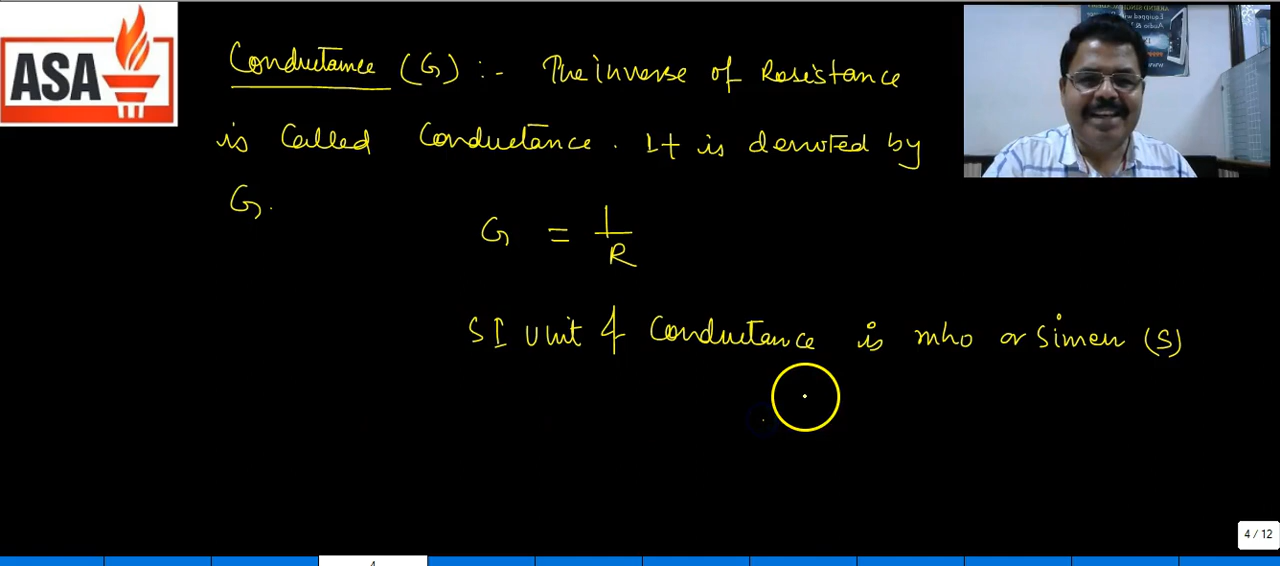 ASA
Conductance (G) :- The inverse of Resistance
is Called Conductance. It is denoted by
G.
G = 1/R
SI Unit of Conductance is mho or Simen (S)
4 / 12
4